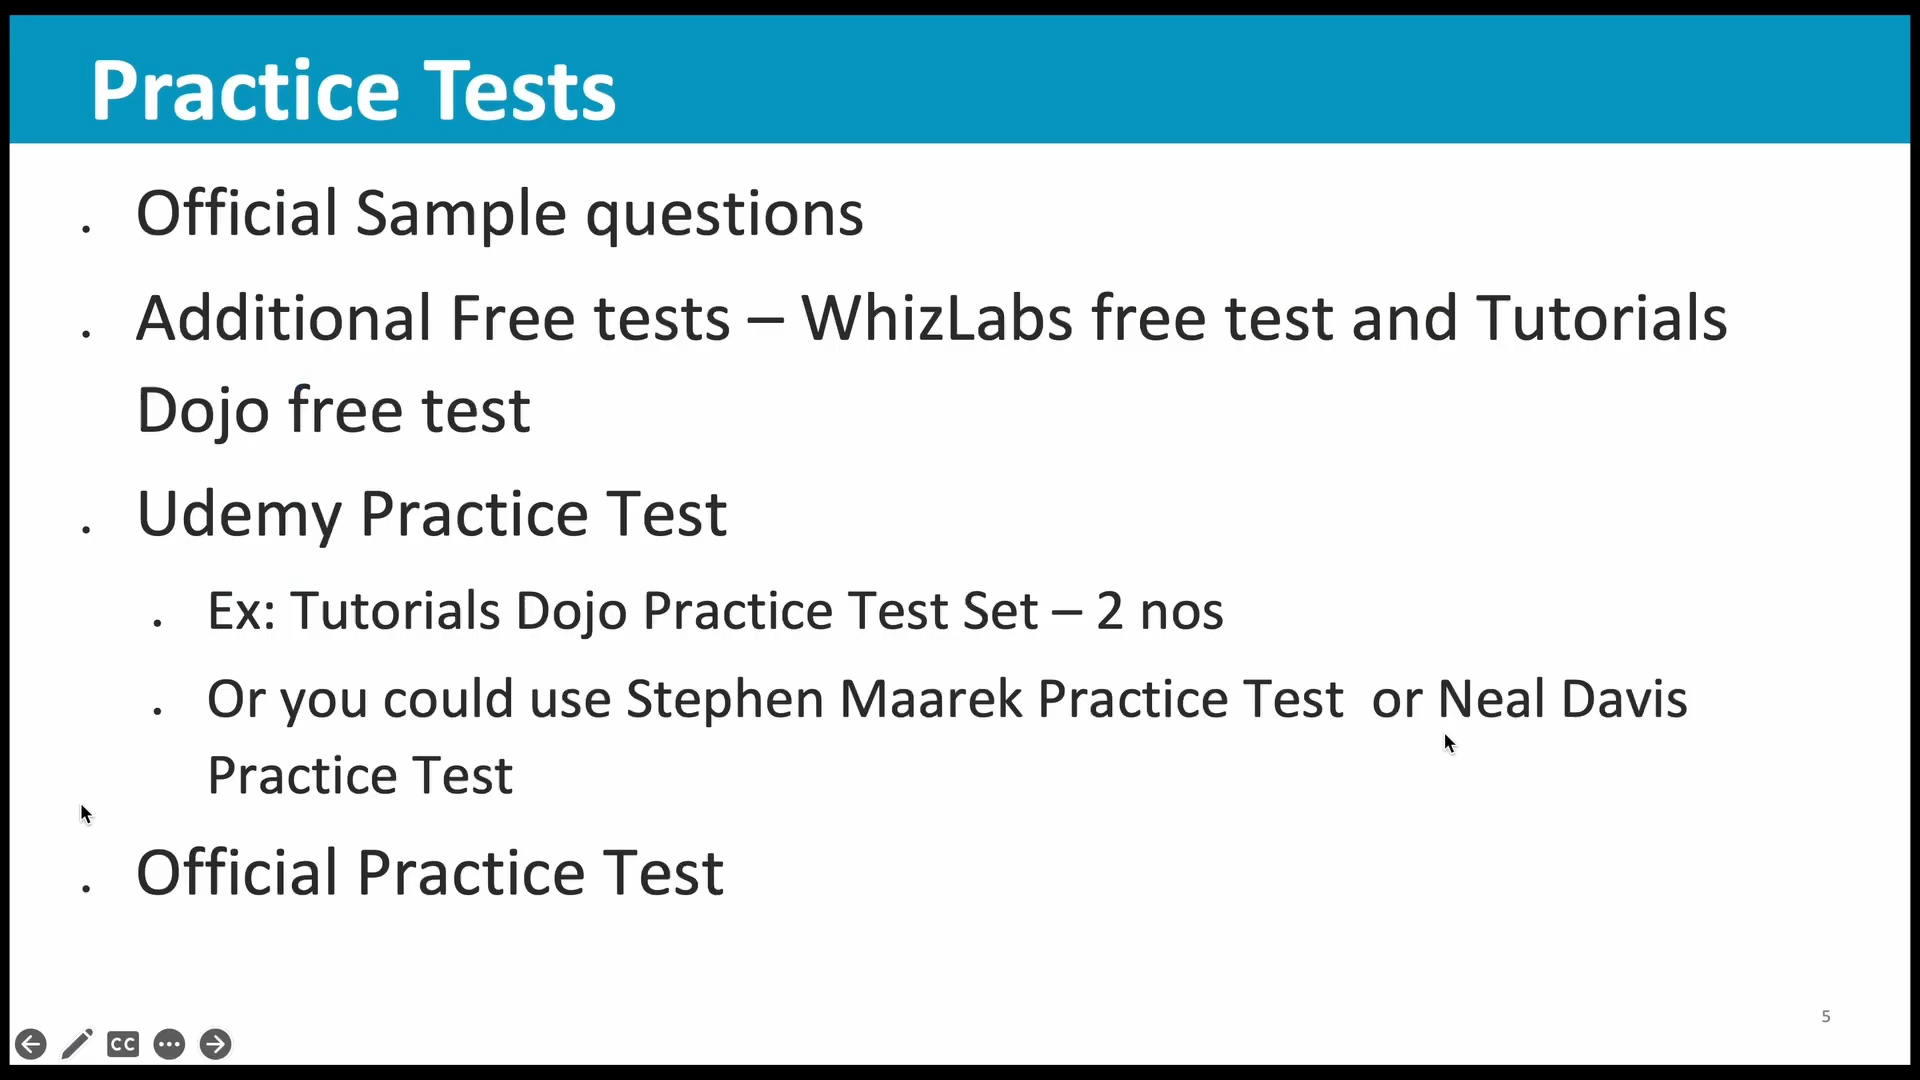 Practice Tests
. Official Sample questions
. Additional Free tests – WhizLabs free test and Tutorials
Dojo free test
. Udemy Practice Test
. Ex: Tutorials Dojo Practice Test Set – 2 nos
. Or you could use Stephen Maarek Practice Test  or Neal Davis
Practice Test
. Official Practice Test
5
CC